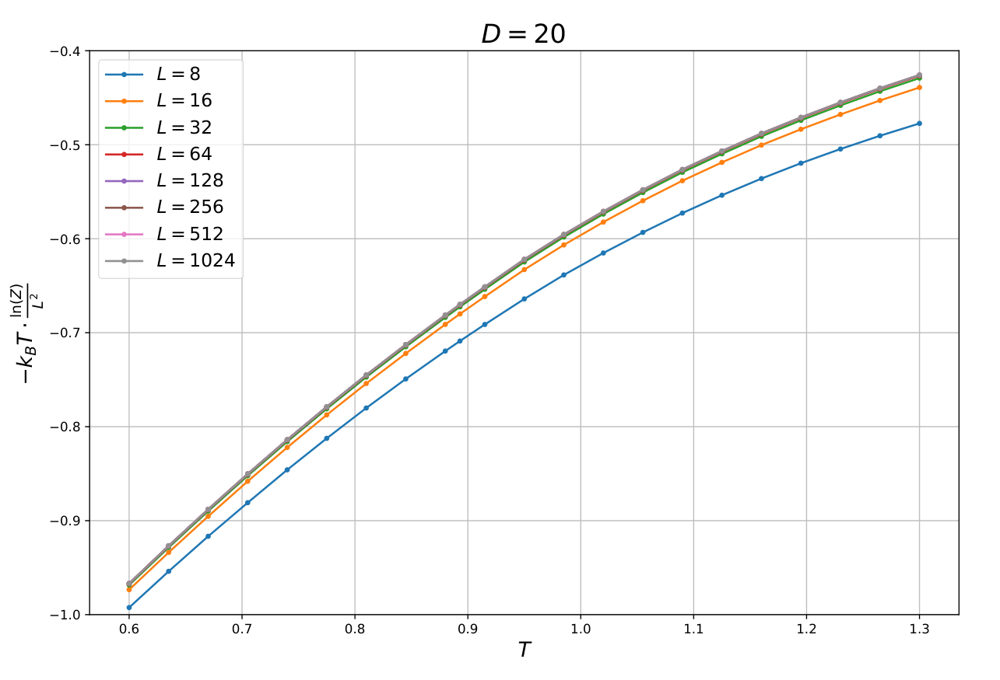 D = 20
−0.4
−0.5
−0.6
−0.7
−0.8
−0.9
−1.0
L = 8
L = 16
L = 32
L = 64
L = 128
L = 256
L = 512
L = 1024
−k_B T · ln(Z)/L²
0.6 0.7 0.8 0.9 1.0 1.1 1.2 1.3
T